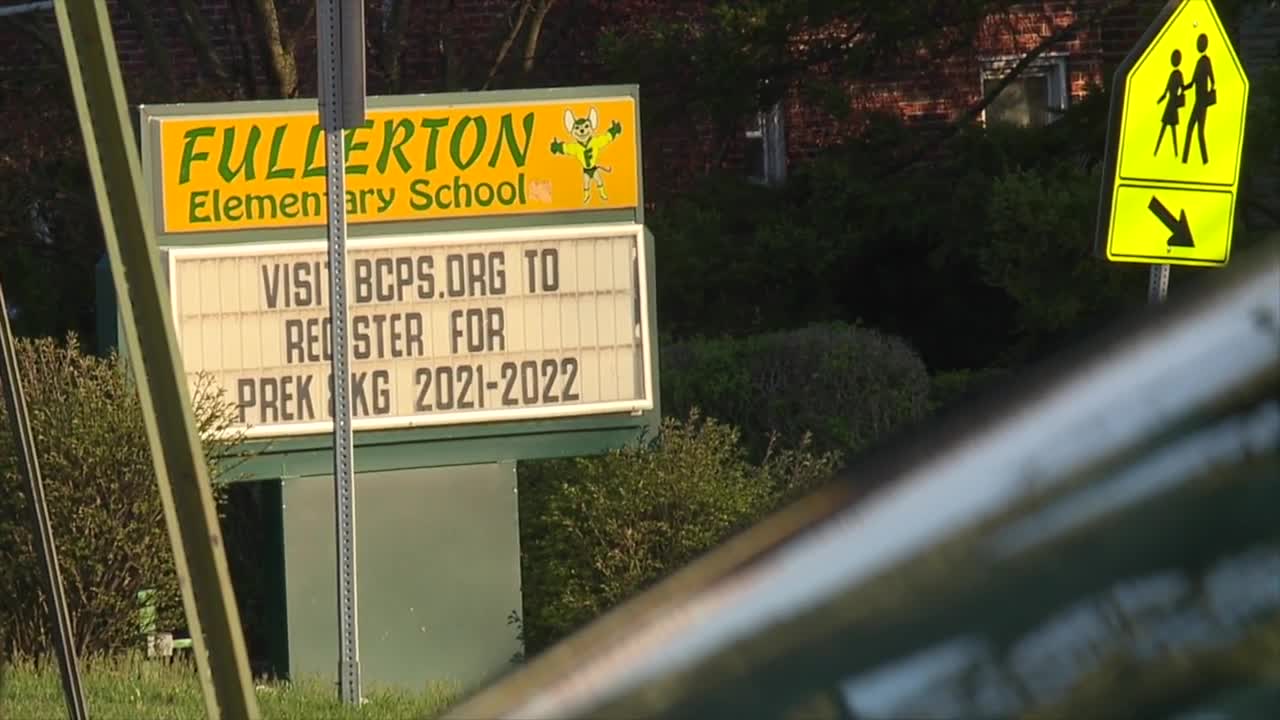 FULLERTON
Elementary School
VISIT BCPS.ORG TO
REGISTER FOR
PREK & KG 2021-2022